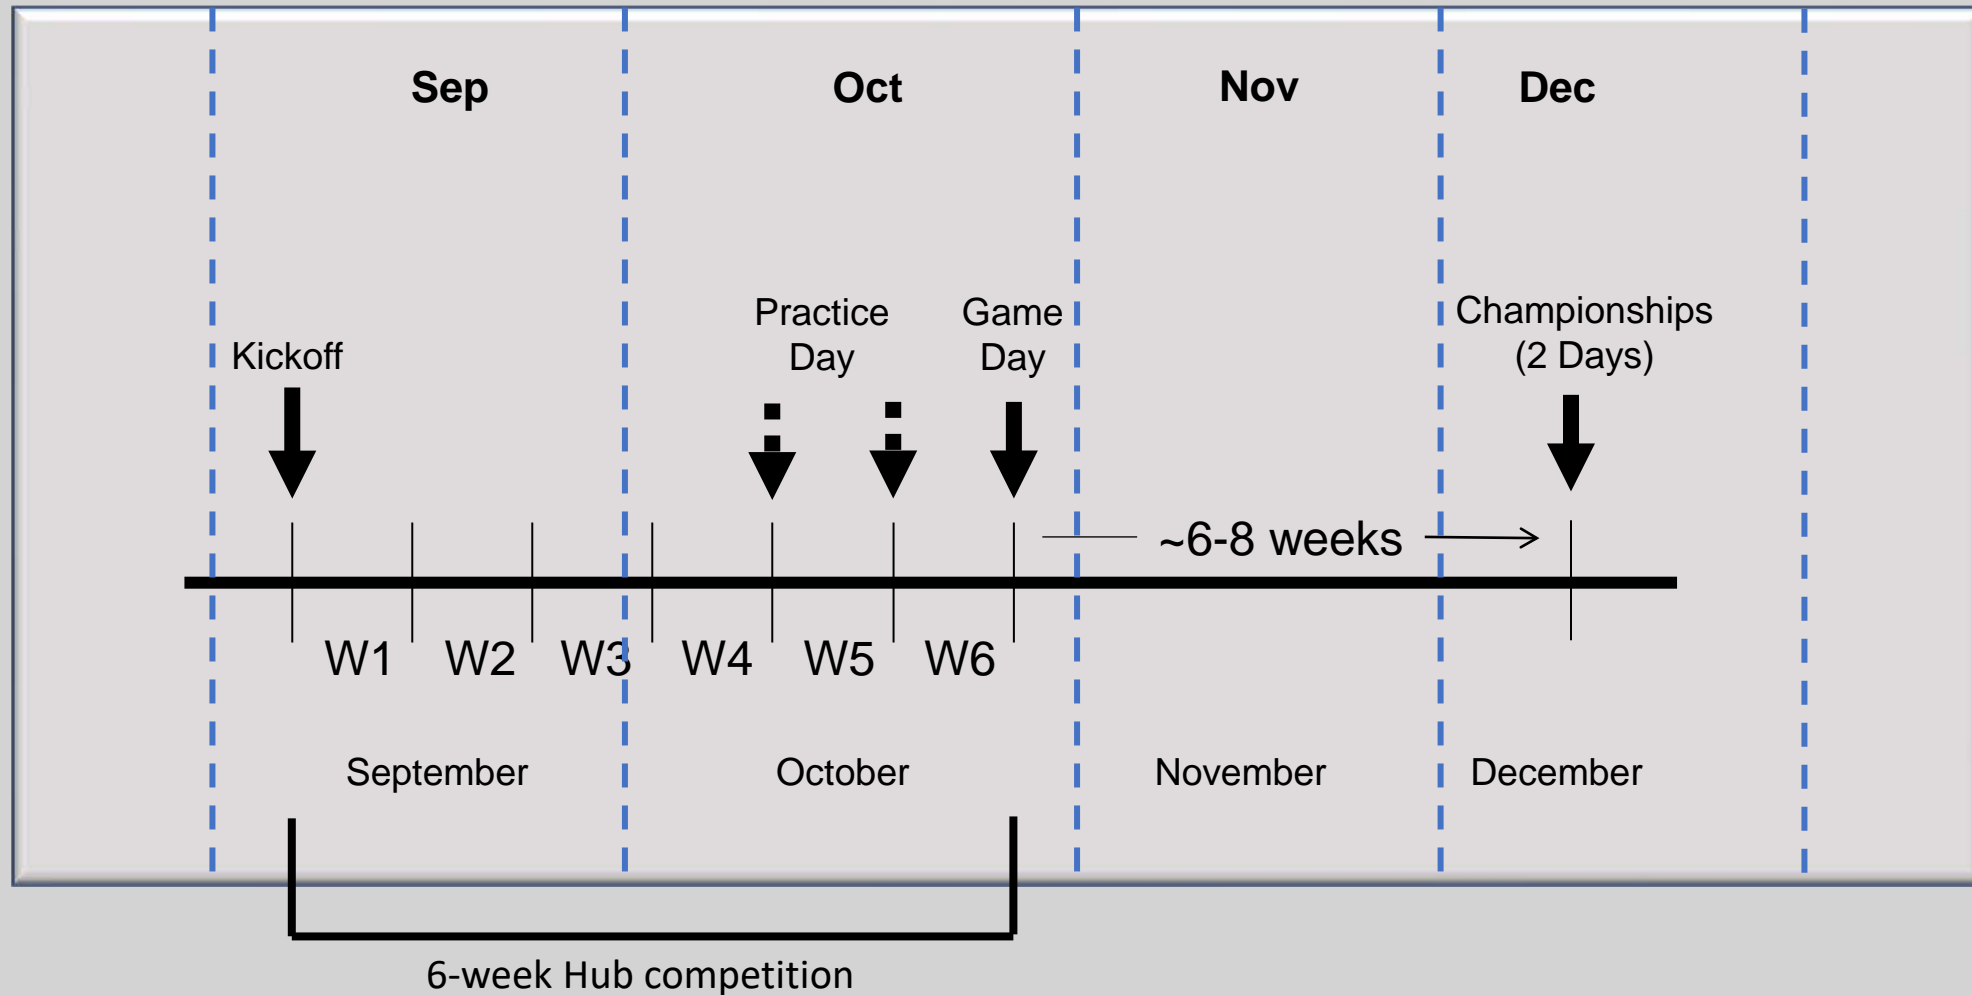 Sep
Oct
Nov
Dec
Kickoff
Practice
Day
Game
Day
Championships
(2 Days)
~6-8 weeks
W1
W2
W3
W4
W5
W6
September
October
November
December
6-week Hub competition